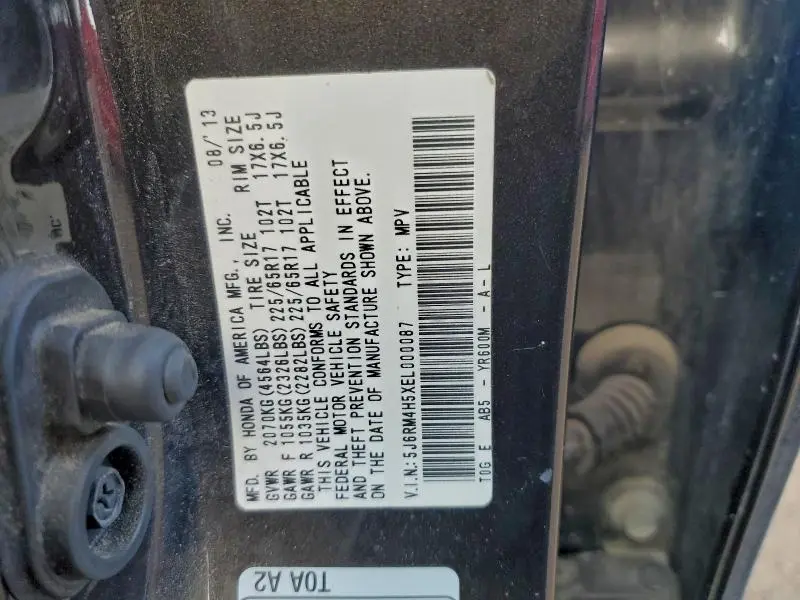 MFD. BY HONDA OF AMERICA MFG., INC. 08/'13
GVWR 2070KG(4564LBS) TIRE SIZE RIM SIZE
GAWR F 1055KG(2326LBS) 225/65R17 102T 17X6.5J
GAWR R 1035KG(2282LBS) 225/65R17 102T 17X6.5J
THIS VEHICLE CONFORMS TO ALL APPLICABLE
FEDERAL MOTOR VEHICLE SAFETY
AND THEFT PREVENTION STANDARDS IN EFFECT
ON THE DATE OF MANUFACTURE SHOWN ABOVE.
V.I.N.:5J6RM4H5XEL000087 TYPE: MPV
T0G E AB5 - YR600M - A-L
T0A A2